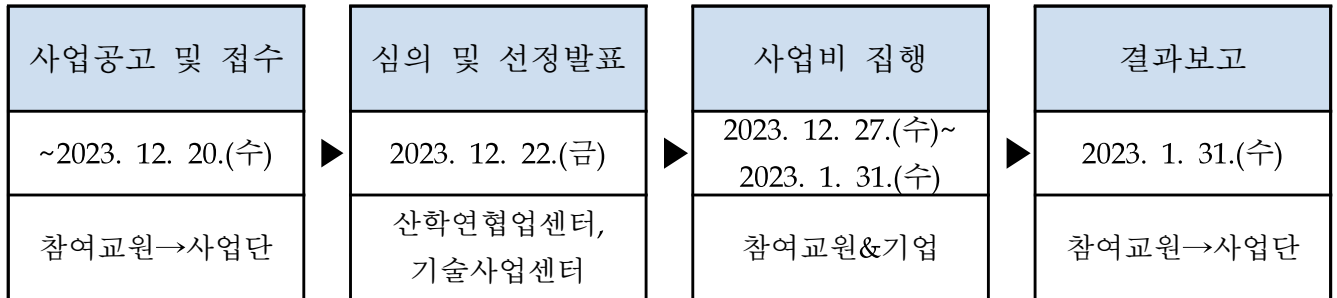 사업공고 및 접수
~2023. 12. 20.(수)
참여교원→사업단
▶
심의 및 선정발표
2023. 12. 22.(금)
산학연협업센터,
기술사업센터
▶
사업비 집행
2023. 12. 27.(수)~
2023. 1. 31.(수)
참여교원&기업
▶
결과보고
2023. 1. 31.(수)
참여교원→사업단